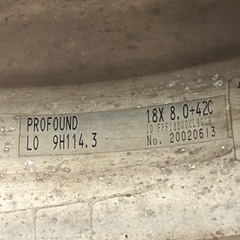 PROFOUND
LO 9H114.3
18X 8.0+42C
No. 20020613